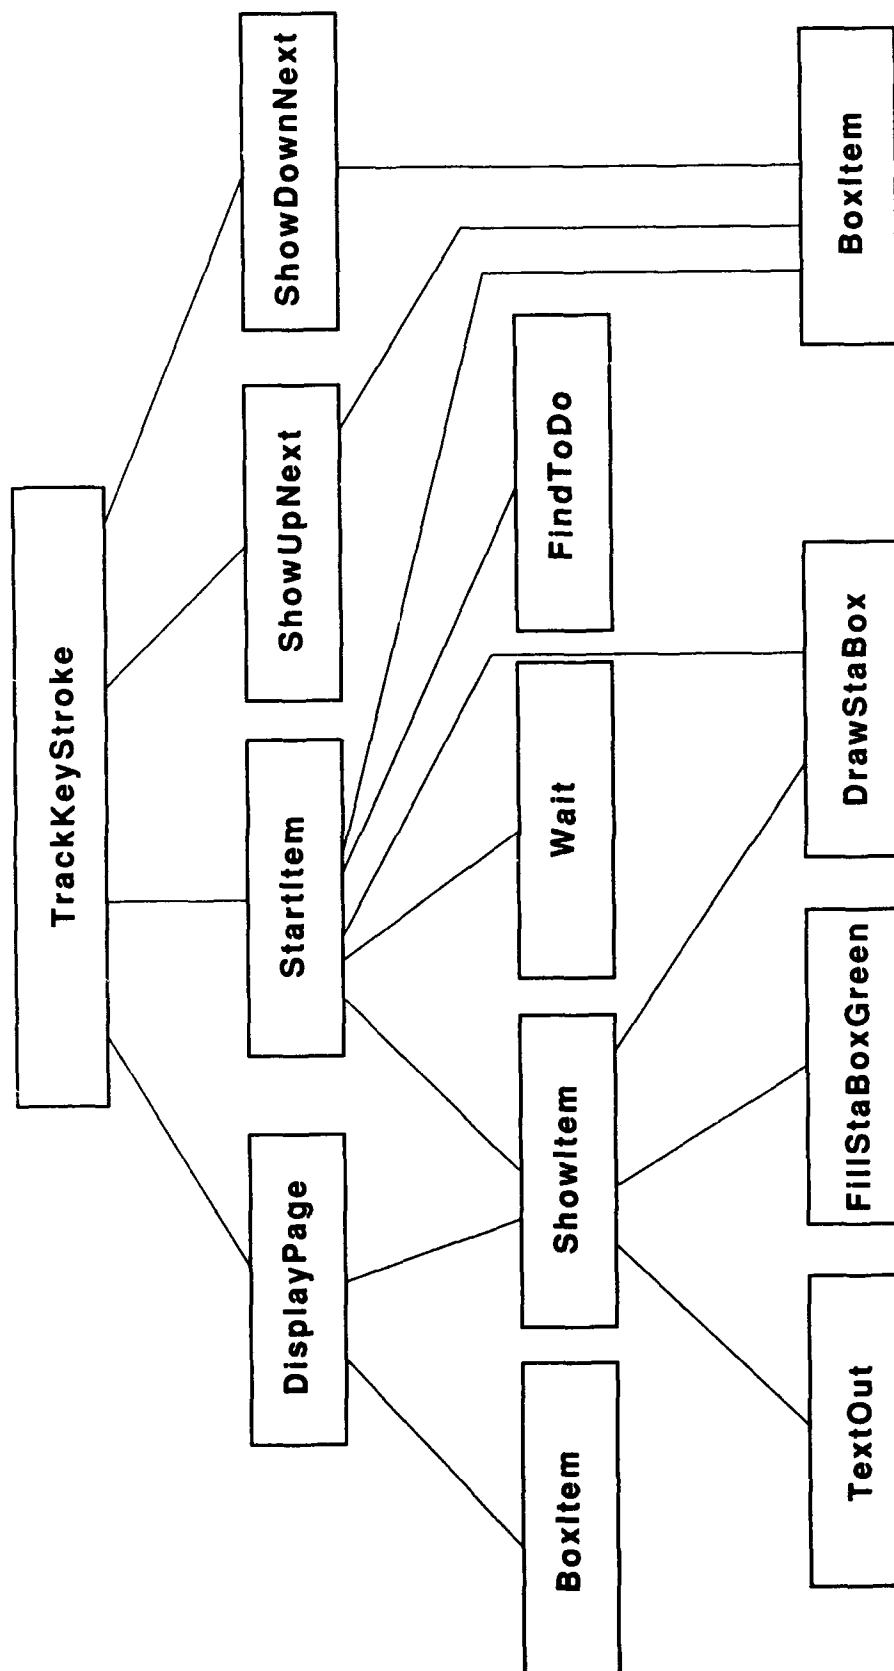 TrackKeyStroke
DisplayPage
StartItem
ShowUpNext
ShowDownNext
BoxItem
ShowItem
Wait
FindToDo
TextOut
FillStaBoxGreen
DrawStaBox
BoxItem